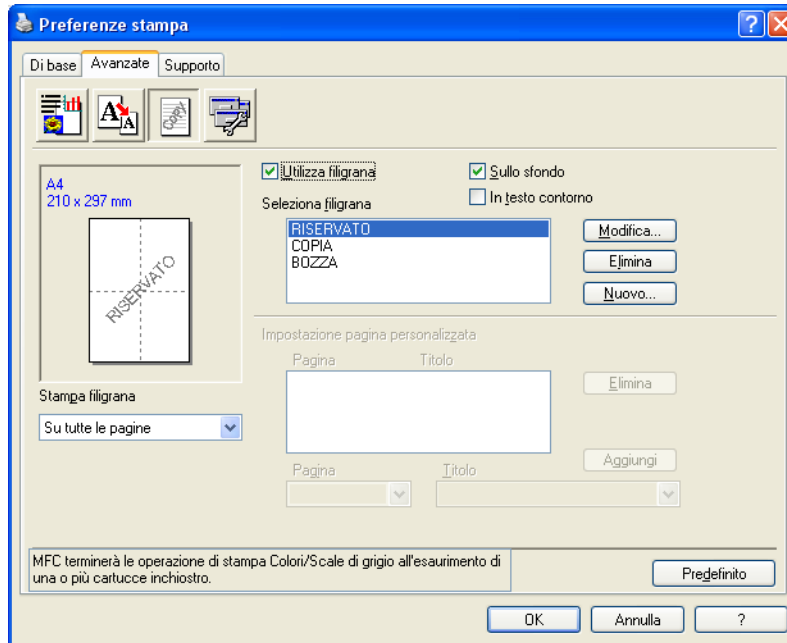 Preferenze stampa
Di base
Avanzate
Supporto
Copy
A4
210 x 297 mm
RISERVATO
Stampa filigrana
Su tutte le pagine
Utilizza filigrana
Sullo sfondo
In testo contorno
Seleziona filigrana
RISERVATO
COPIA
BOZZA
Modifica...
Elimina
Nuovo...
Impostazione pagina personalizzata
Pagina Titolo
Elimina
Aggiungi
Pagina Titolo
MFC terminerà le operazione di stampa Colori/Scale di grigio all'esaurimento di
una o più cartucce inchiostro.
Predefinito
OK
Annulla
?